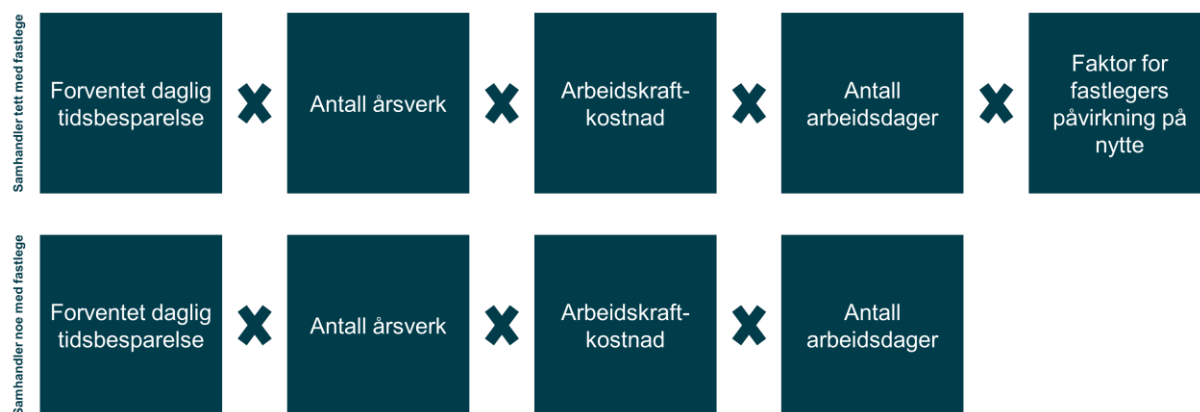 Samhandler tett med fastlege
Forventet daglig
tidsbesparelse
Antall årsverk
Arbeidskraft-
kostnad
Antall
arbeidsdager
Faktor for
fastlegers
påvirkning på
nytte
Samhandler noe med fastlege
Forventet daglig
tidsbesparelse
Antall årsverk
Arbeidskraft-
kostnad
Antall
arbeidsdager